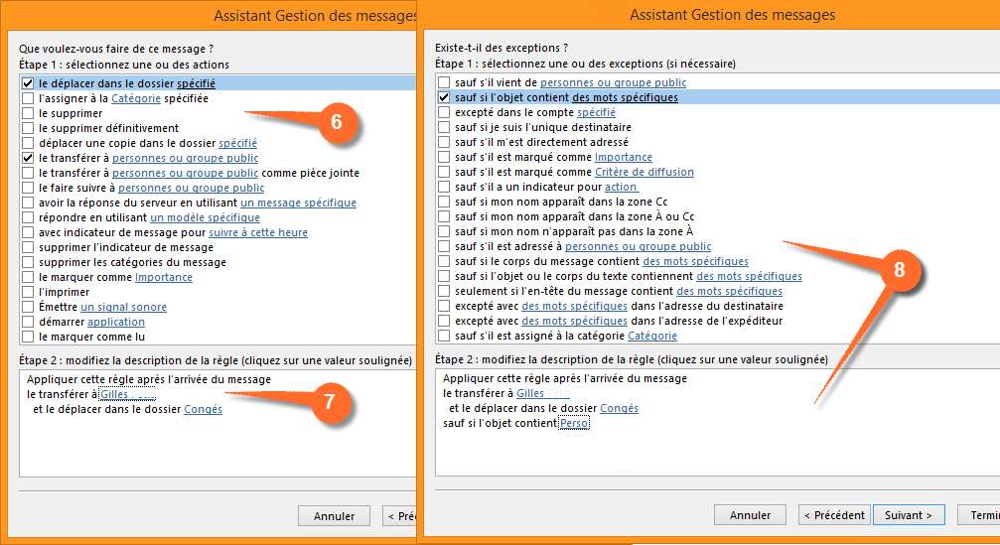 Assistant Gestion des messages
Que voulez-vous faire de ce message ?
Étape 1 : sélectionnez une ou des actions
le déplacer dans le dossier spécifié
l'assigner à la Catégorie spécifiée
le supprimer
le supprimer définitivement
déplacer une copie dans le dossier spécifié
le transférer à personnes ou groupe public
le transférer à personnes ou groupe public comme pièce jointe
le faire suivre à personnes ou groupe public
avoir la réponse du serveur en utilisant un message spécifique
répondre en utilisant un modèle spécifique
avec indicateur de message pour suivre à cette heure
supprimer l'indicateur de message
supprimer les catégories du message
le marquer comme Importance
l'imprimer
Émettre un signal sonore
démarrer application
le marquer comme lu
6
Étape 2 : modifiez la description de la règle (cliquez sur une valeur soulignée)
Appliquer cette règle après l'arrivée du message
le transférer à Gilles
et le déplacer dans le dossier Congés
7
Annuler
< Pré
Assistant Gestion des messages
Existe-t-il des exceptions ?
Étape 1 : sélectionnez une ou des exceptions (si nécessaire)
sauf s'il vient de personnes ou groupe public
sauf si l'objet contient des mots spécifiques
excepté dans le compte spécifié
sauf si je suis l'unique destinataire
sauf s'il m'est directement adressé
sauf s'il est marqué comme Importance
sauf s'il est marqué comme Critère de diffusion
sauf s'il a un indicateur pour action
sauf si mon nom apparaît dans la zone Cc
sauf si mon nom apparaît dans la zone À ou Cc
sauf si mon nom n'apparaît pas dans la zone À
sauf s'il est adressé à personnes ou groupe public
sauf si le corps du message contient des mots spécifiques
sauf si l'objet ou le corps du texte contiennent des mots spécifiques
seulement si l'en-tête du message contient des mots spécifiques
excepté avec des mots spécifiques dans l'adresse du destinataire
excepté avec des mots spécifiques dans l'adresse de l'expéditeur
sauf s'il est assigné à la catégorie Catégorie
8
Étape 2 : modifiez la description de la règle (cliquez sur une valeur soulignée)
Appliquer cette règle après l'arrivée du message
le transférer à Gilles
et le déplacer dans le dossier Congés
sauf si l'objet contient Perso
Annuler
< Précédent
Suivant >
Termin